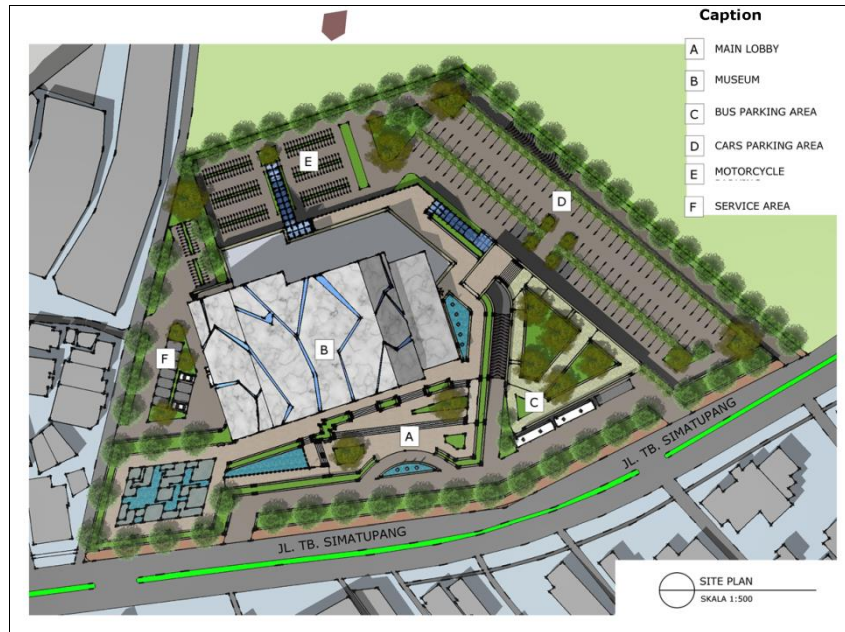 Caption
A MAIN LOBBY
B MUSEUM
C BUS PARKING AREA
D CARS PARKING AREA
E MOTORCYCLE
F SERVICE AREA
E
D
B
F
C
A
JL. TB. SIMATUPANG
JL. TB. SIMATUPANG
SITE PLAN
SKALA 1:500